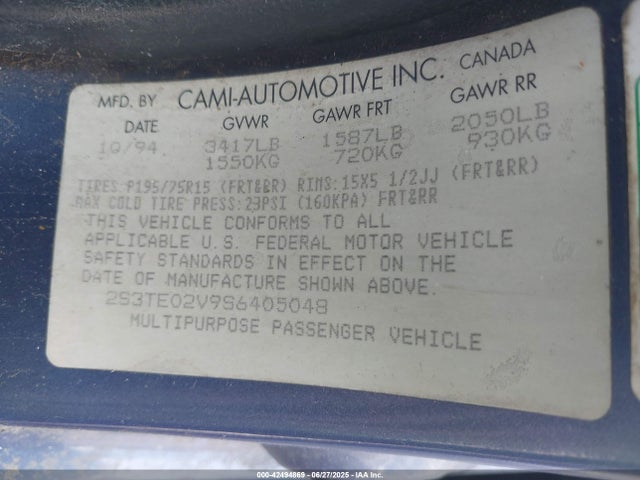 MFD. BY CAMI-AUTOMOTIVE INC. CANADA
DATE GVWR GAWR FRT GAWR RR
10/94 3417LB 1587LB 2050LB
1550KG 720KG 930KG
TIRES: P195/75R15 (FRT&RR) RIMS: 15X5 1/2JJ (FRT&RR)
MAX COLD TIRE PRESS: 23PSI (160KPA) FRT&RR
THIS VEHICLE CONFORMS TO ALL
APPLICABLE U.S. FEDERAL MOTOR VEHICLE
SAFETY STANDARDS IN EFFECT ON THE
DATE OF MANUFACTURE SHOWN ABOVE.
2S3TE02V9S6405048
MULTIPURPOSE PASSENGER VEHICLE
000-42494869 - 06/27/2025 - IAA Inc.